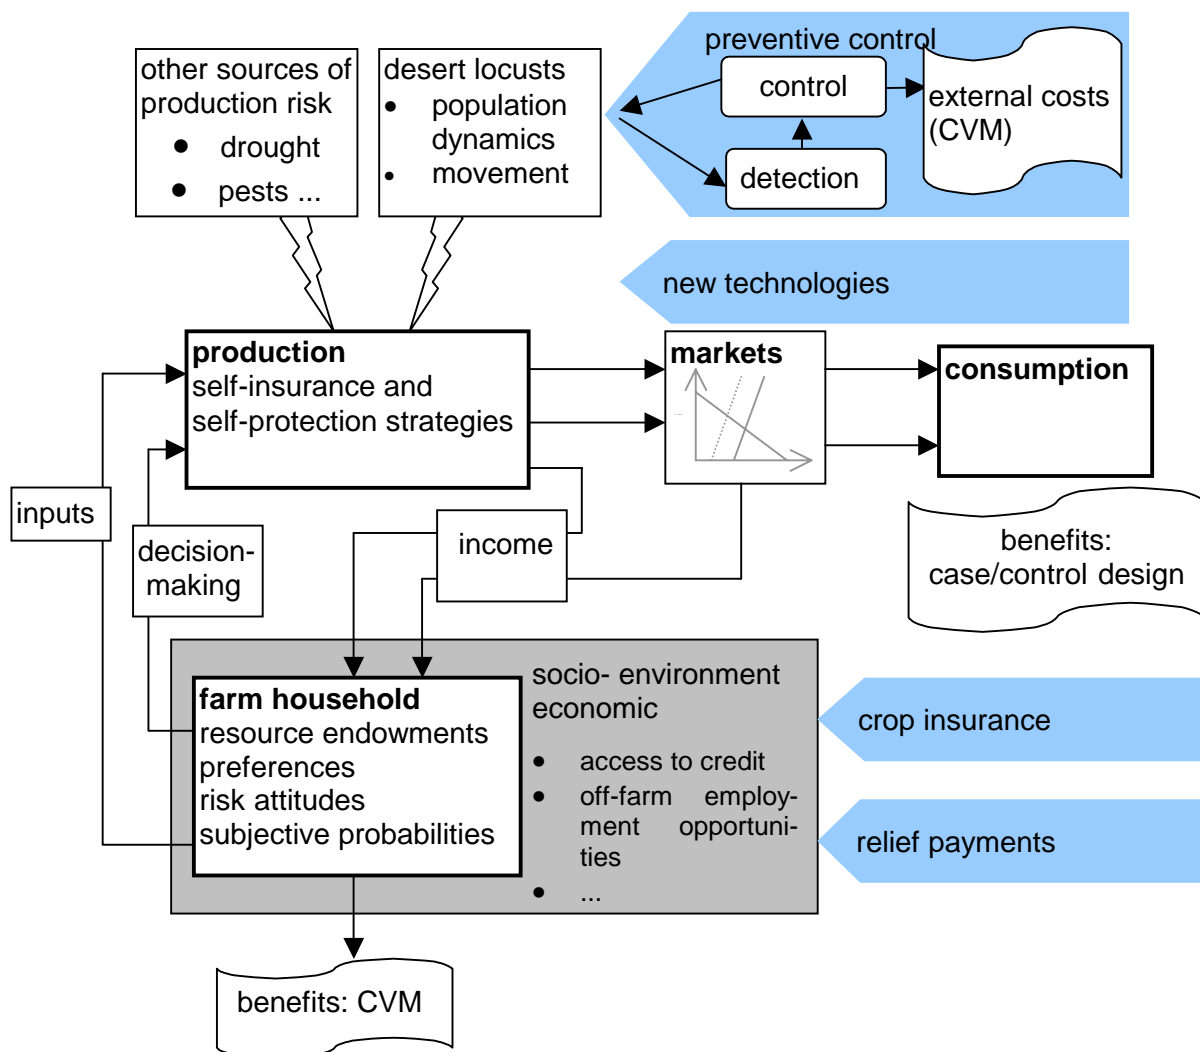 preventive control
control
external costs
(CVM)
detection
other sources of
production risk
● drought
● pests ...
desert locusts
● population
dynamics
● movement
new technologies
production
self-insurance and
self-protection strategies
markets
consumption
inputs
decision-
making
income
benefits:
case/control design
farm household
resource endowments
preferences
risk attitudes
subjective probabilities
socio- environment
economic
● access to credit
● off-farm employ-
ment opportuni-
ties
● ...
crop insurance
relief payments
benefits: CVM